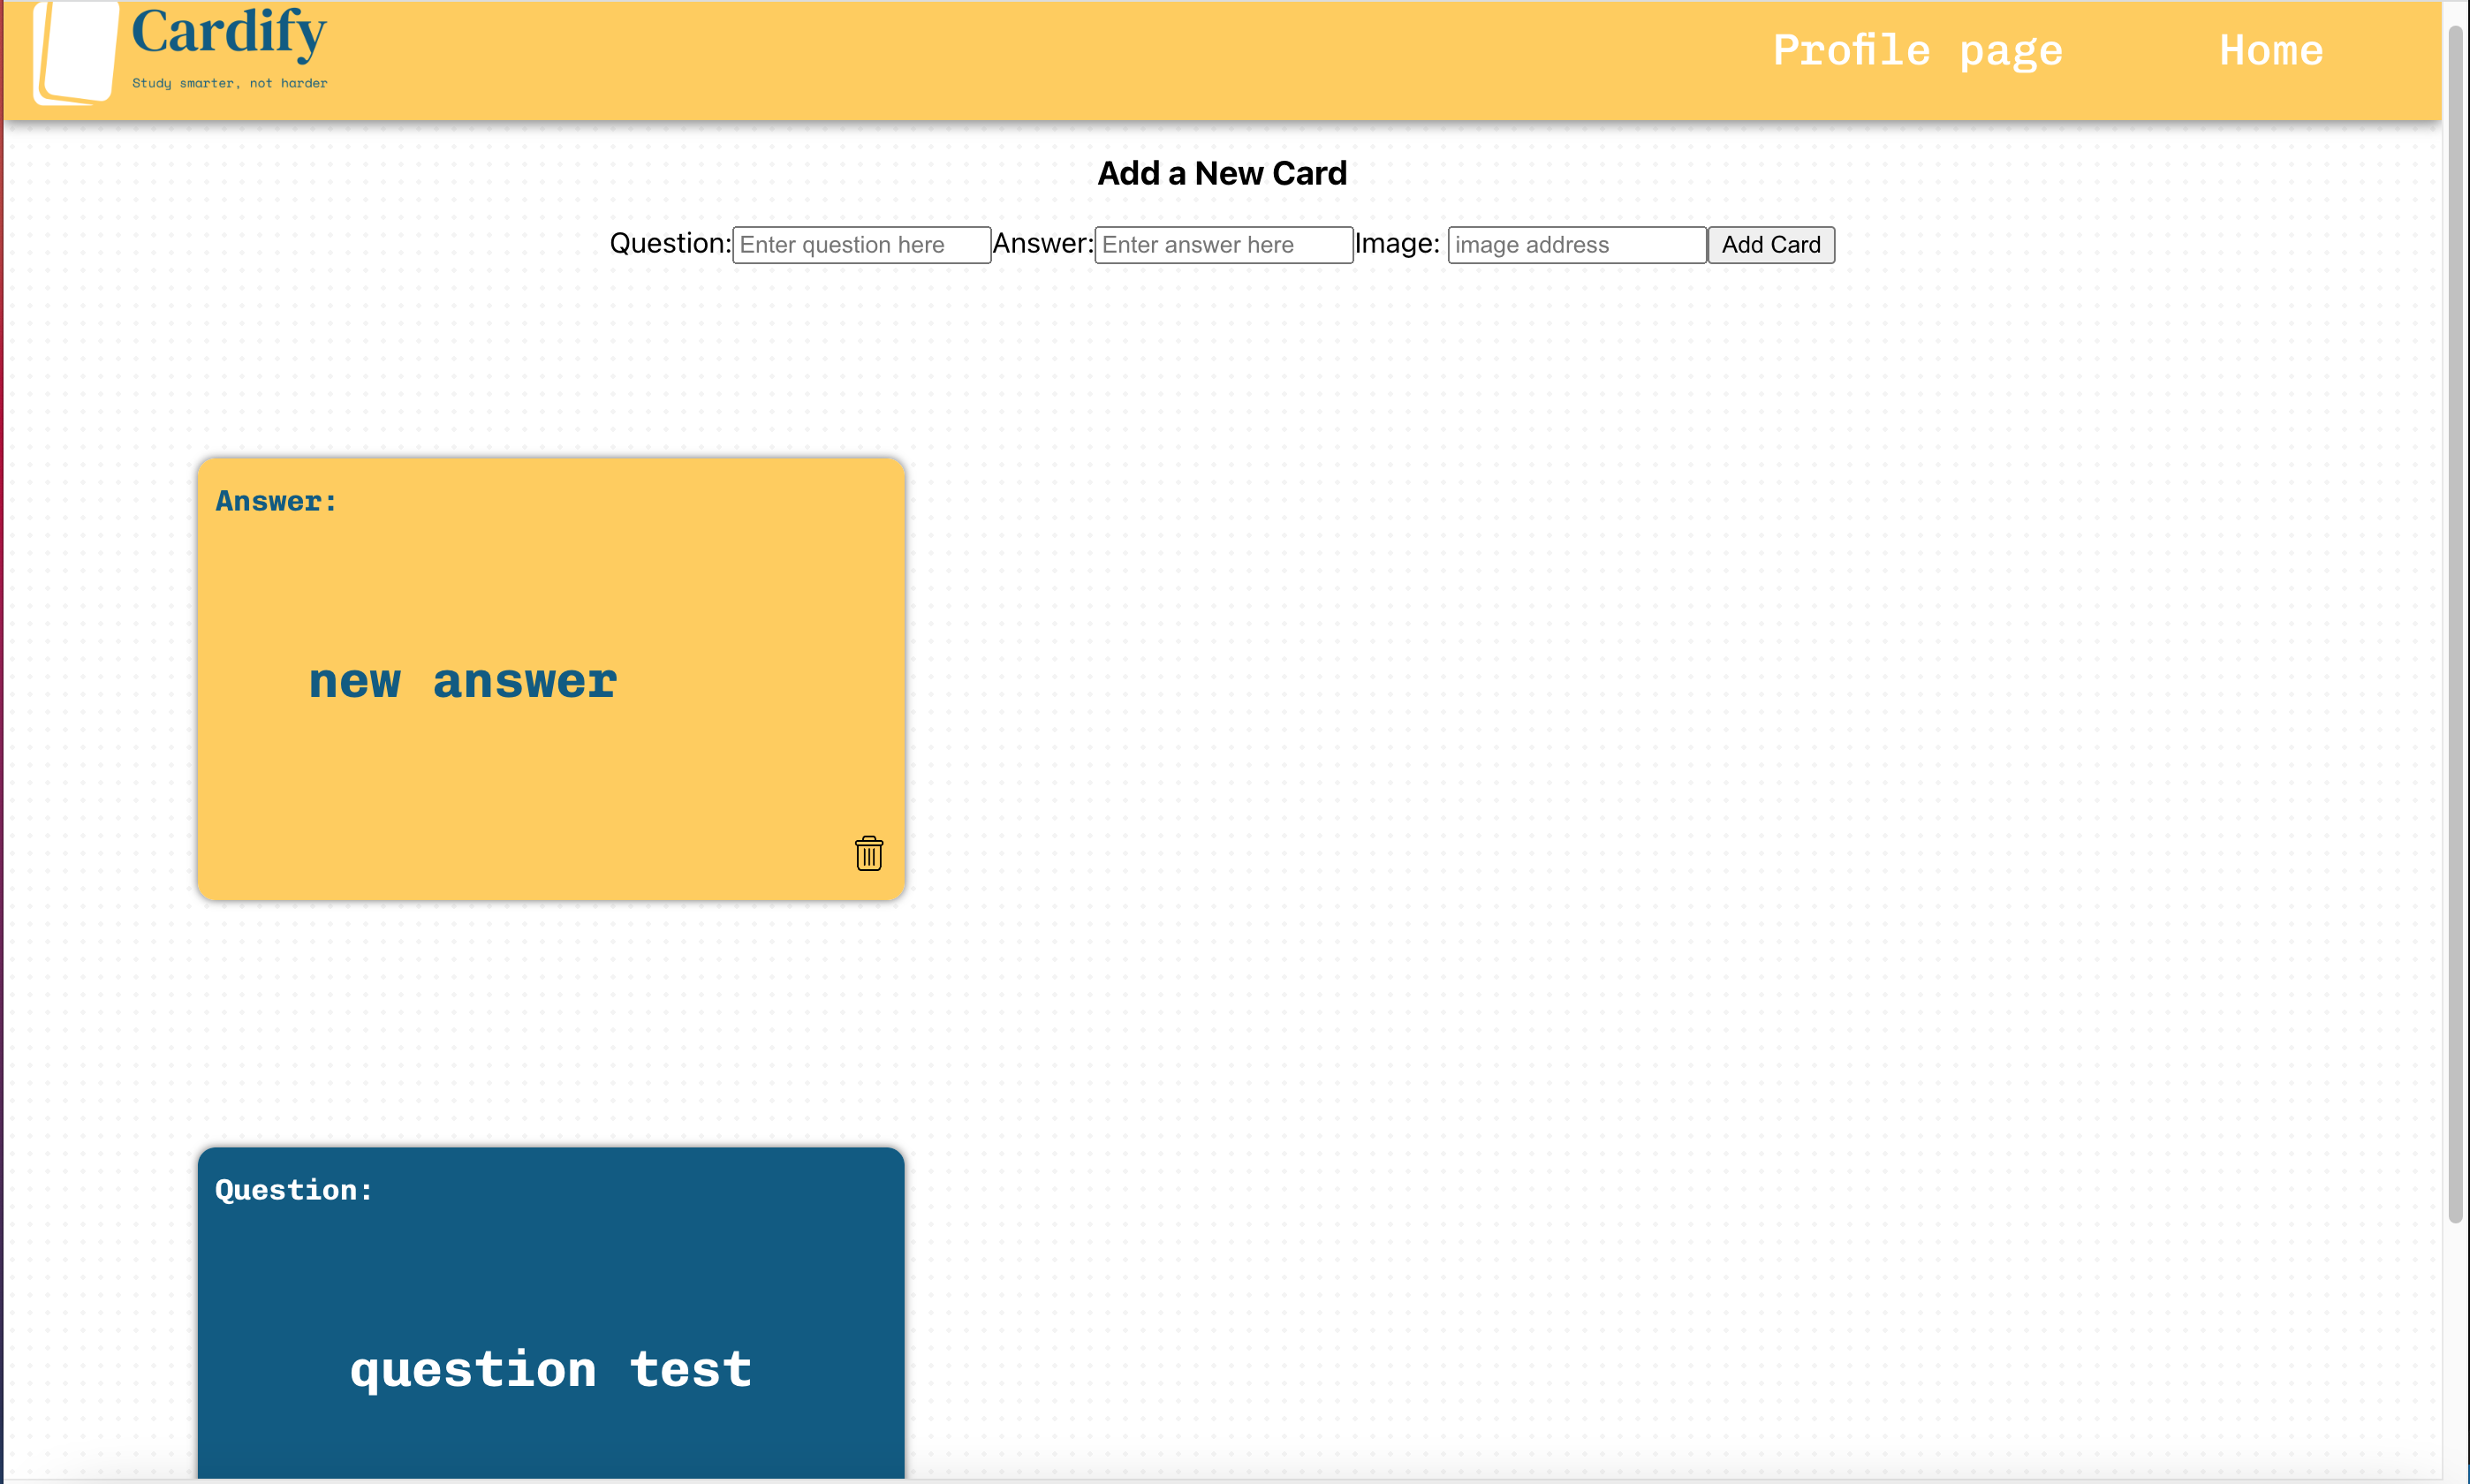 Cardify
Study smarter, not harder
Profile page Home
Add a New Card
Question: Enter question here Answer: Enter answer here Image: image address Add Card
Answer:
new answer
Question:
question test